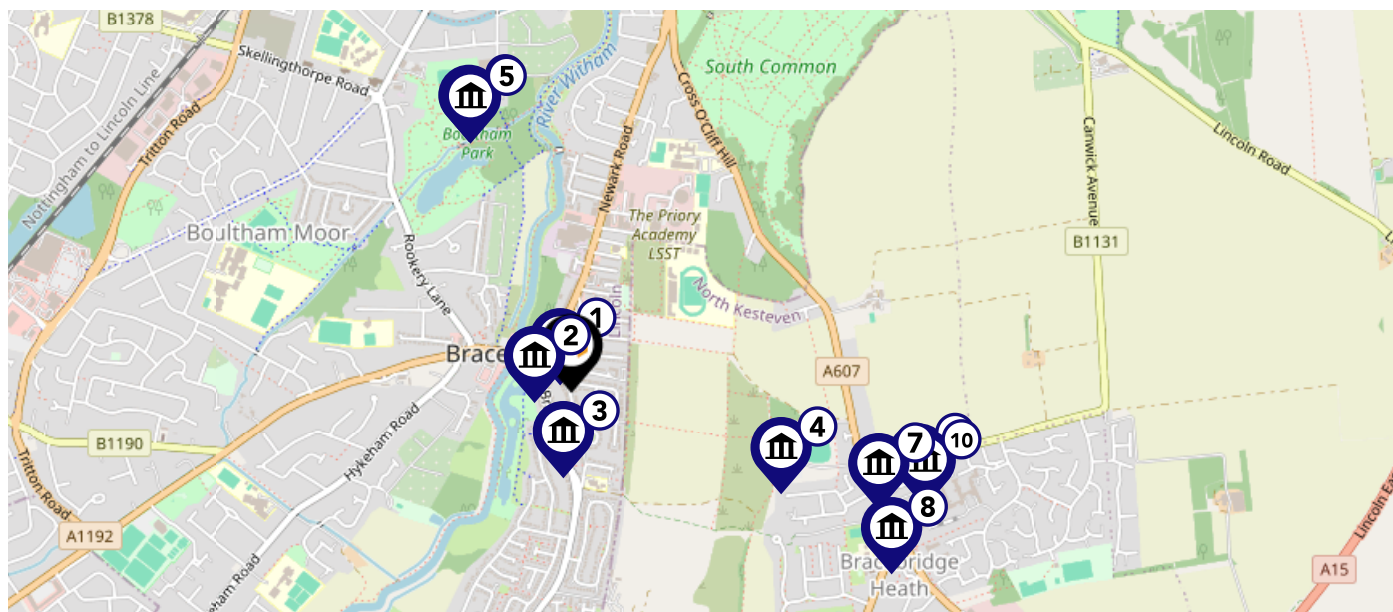 B1378
Skellingthorpe Road
Nottingham to Lincoln Line
Tritton Road
5
River Witham
Park
South Common
Cross O'Cliff Hill
Newark Road
Lincoln Road
Canwick Avenue
The Priory
Academy
LSST
Boultham Moor
Rookery Lane
B1131
North Kesteven
Lincoln
1
2
3
A607
4
7
10
8
B1190
Hykeham Road
Tritton Road
A1192
Heath
A15